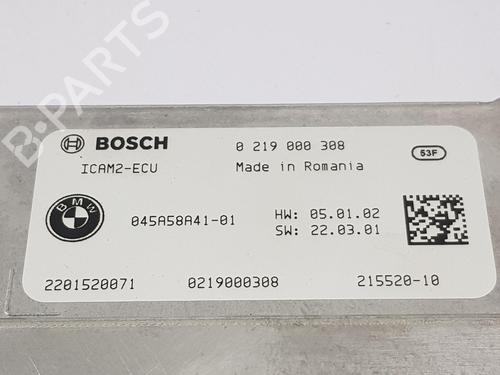 BOSCH 0 219 000 308
ICAM2-ECU Made in Romania 53F
BMW 045A58A41-01 HW: 05.01.02
SW: 22.03.01
2201520071 0219000308 215520-10
B-PARTS